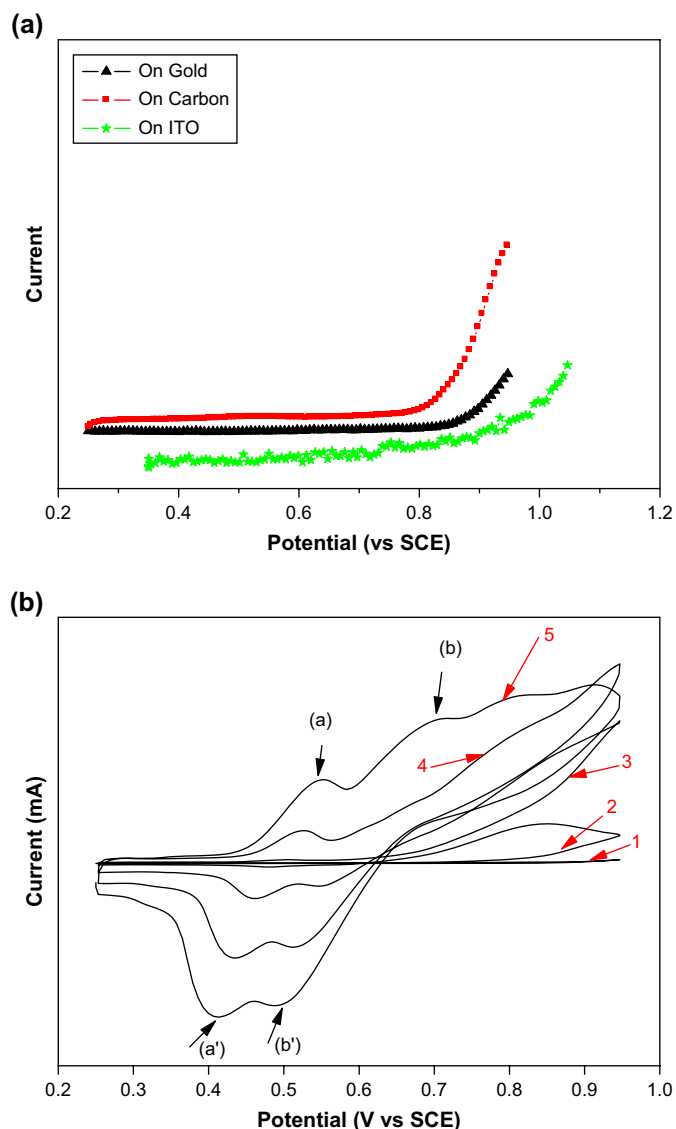 (a)
On Gold
On Carbon
On ITO
Current
0.2 0.4 0.6 0.8 1.0 1.2
Potential (vs SCE)
(b)
(b) 5
(a)
4
3
2
1
Current (mA)
(a') (b')
0.2 0.3 0.4 0.5 0.6 0.7 0.8 0.9 1.0
Potential (V vs SCE)